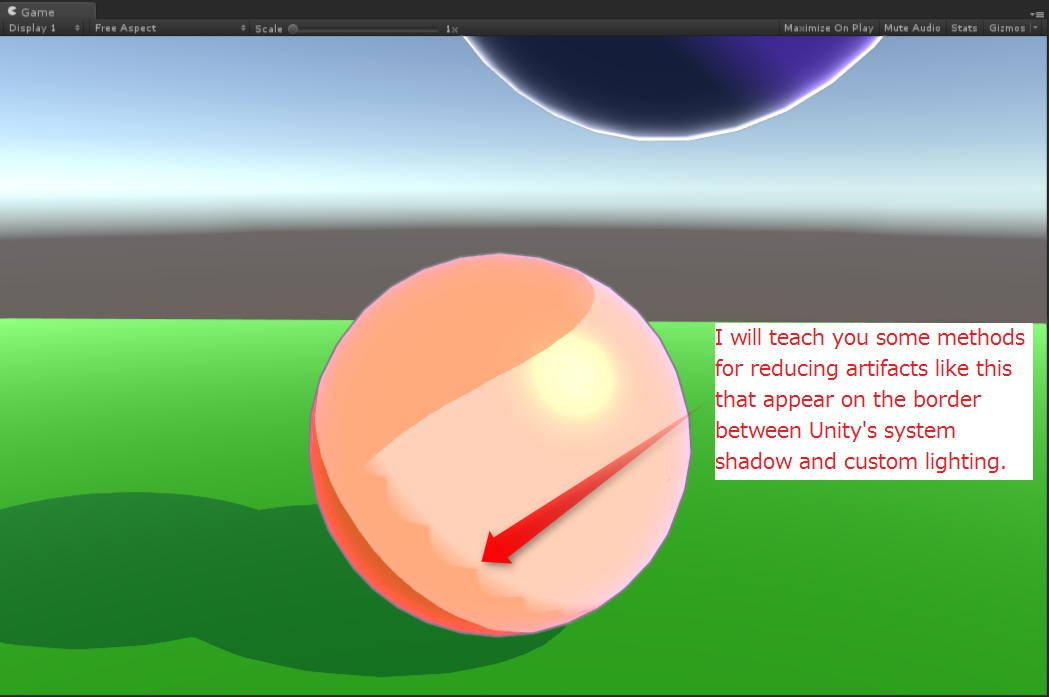 Game
Display 1 Free Aspect Scale 1x Maximize On Play Mute Audio Stats Gizmos
I will teach you some methods
for reducing artifacts like this
that appear on the border
between Unity's system
shadow and custom lighting.